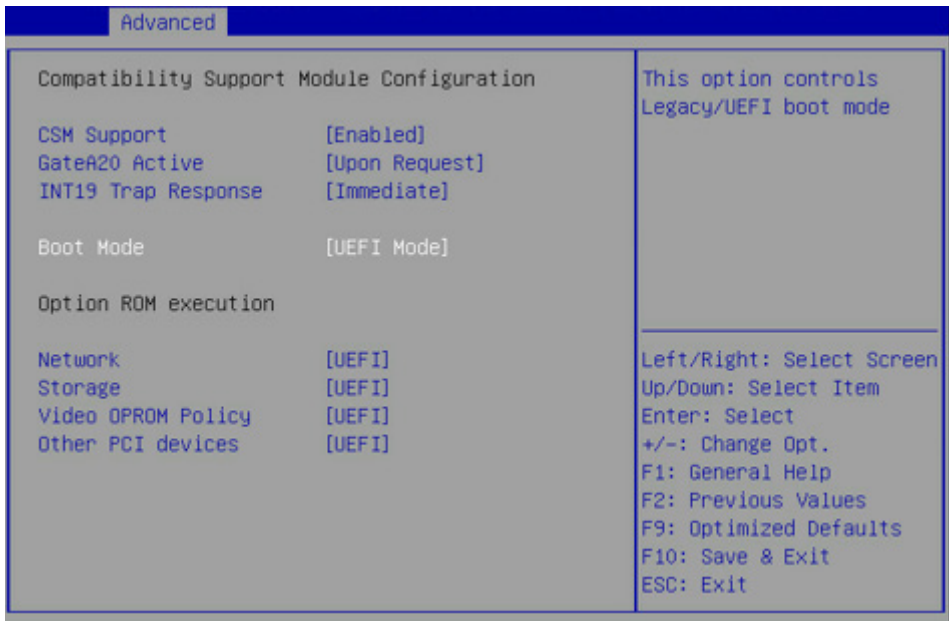 Advanced
Compatibility Support Module Configuration
CSM Support [Enabled]
GateA20 Active [Upon Request]
INT19 Trap Response [Immediate]
Boot Mode [UEFI Mode]
Option ROM execution
Network [UEFI]
Storage [UEFI]
Video OPROM Policy [UEFI]
Other PCI devices [UEFI]
This option controls
Legacy/UEFI boot mode
Left/Right: Select Screen
Up/Down: Select Item
Enter: Select
+/-: Change Opt.
F1: General Help
F2: Previous Values
F9: Optimized Defaults
F10: Save & Exit
ESC: Exit